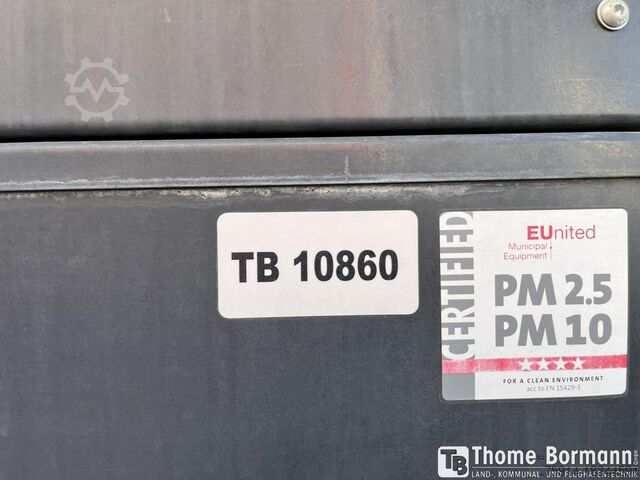 TB 10860
CERTIFIED
EUnited
Municipal
Equipment
PM 2.5
PM 10
FOR A CLEAN ENVIRONMENT
acc to EN 15429-3
TB Thome Bormann GmbH
LAND-, KOMMUNAL- UND FLUGHAFENTECHNIK